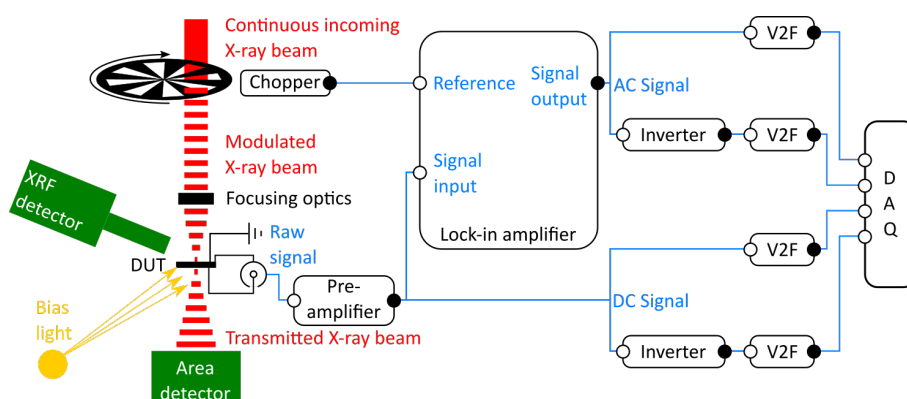 Continuous incoming
X-ray beam
Chopper
Reference
Signal
output
AC Signal
V2F
Inverter
V2F
Modulated
X-ray beam
Signal
input
Lock-in amplifier
XRF
detector
Focusing optics
DUT
Raw
signal
Pre-
amplifier
Bias
light
Transmitted X-ray beam
Area
detector
DC Signal
V2F
Inverter
V2F
D
A
Q